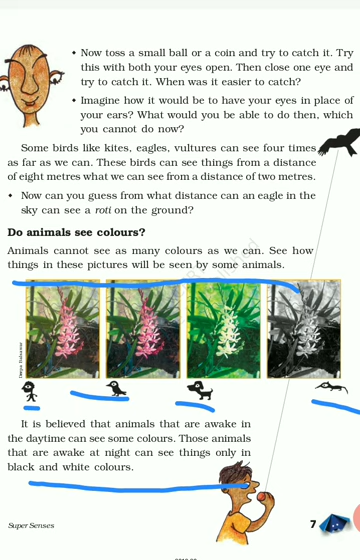 ✦ Now toss a small ball or a coin and try to catch it. Try
this with both your eyes open. Then close one eye and
try to catch it. When was it easier to catch?
✦ Imagine how it would be to have your eyes in place of
your ears? What would you be able to do then, which
you cannot do now?
Some birds like kites, eagles, vultures can see four times
as far as we can. These birds can see things from a distance
of eight metres what we can see from a distance of two metres.
✦ Now can you guess from what distance can an eagle in the
sky can see a roti on the ground?
Do animals see colours?
Animals cannot see as many colours as we can. See how
things in these pictures will be seen by some animals.
It is believed that animals that are awake in
the daytime can see some colours. Those animals
that are awake at night can see things only in
black and white colours.
Super Senses
7